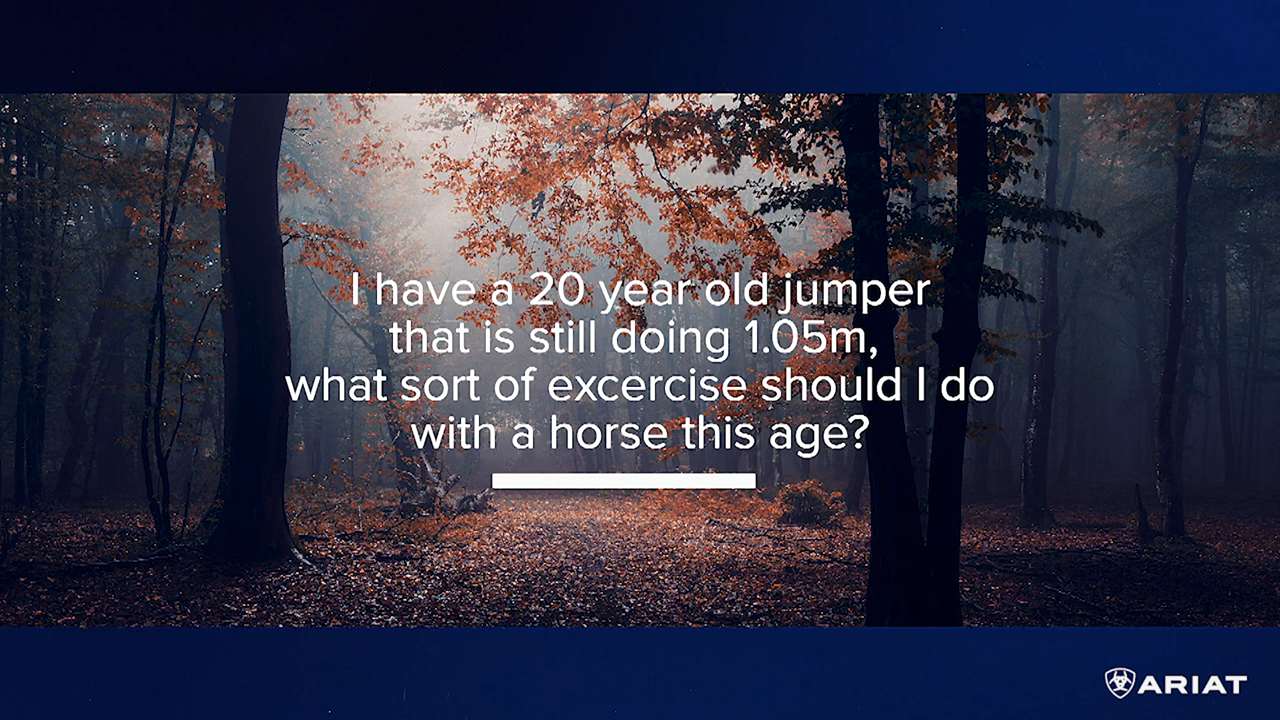 I have a 20 year old jumper
that is still doing 1.05m,
what sort of excercise should I do
with a horse this age?
ARIAT